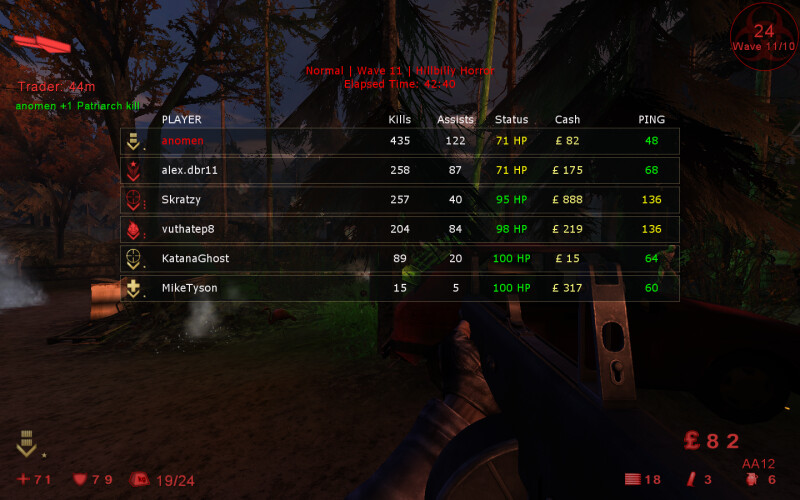 24
Wave 11/10
Normal | Wave 11 | Hillbilly Horror
Elapsed Time: 42:40
Trader: 44m
anomen +1 Patriarch kill
PLAYER Kills Assists Status Cash PING
anomen 435 122 71 HP £ 82 48
alex.dbr11 258 87 71 HP £ 175 68
Skratzy 257 40 95 HP £ 888 136
vuthatep8 204 84 98 HP £ 219 136
KatanaGhost 89 20 100 HP £ 15 64
MikeTyson 15 5 100 HP £ 317 60
£82
AA12
71 79 19/24 18 3 6